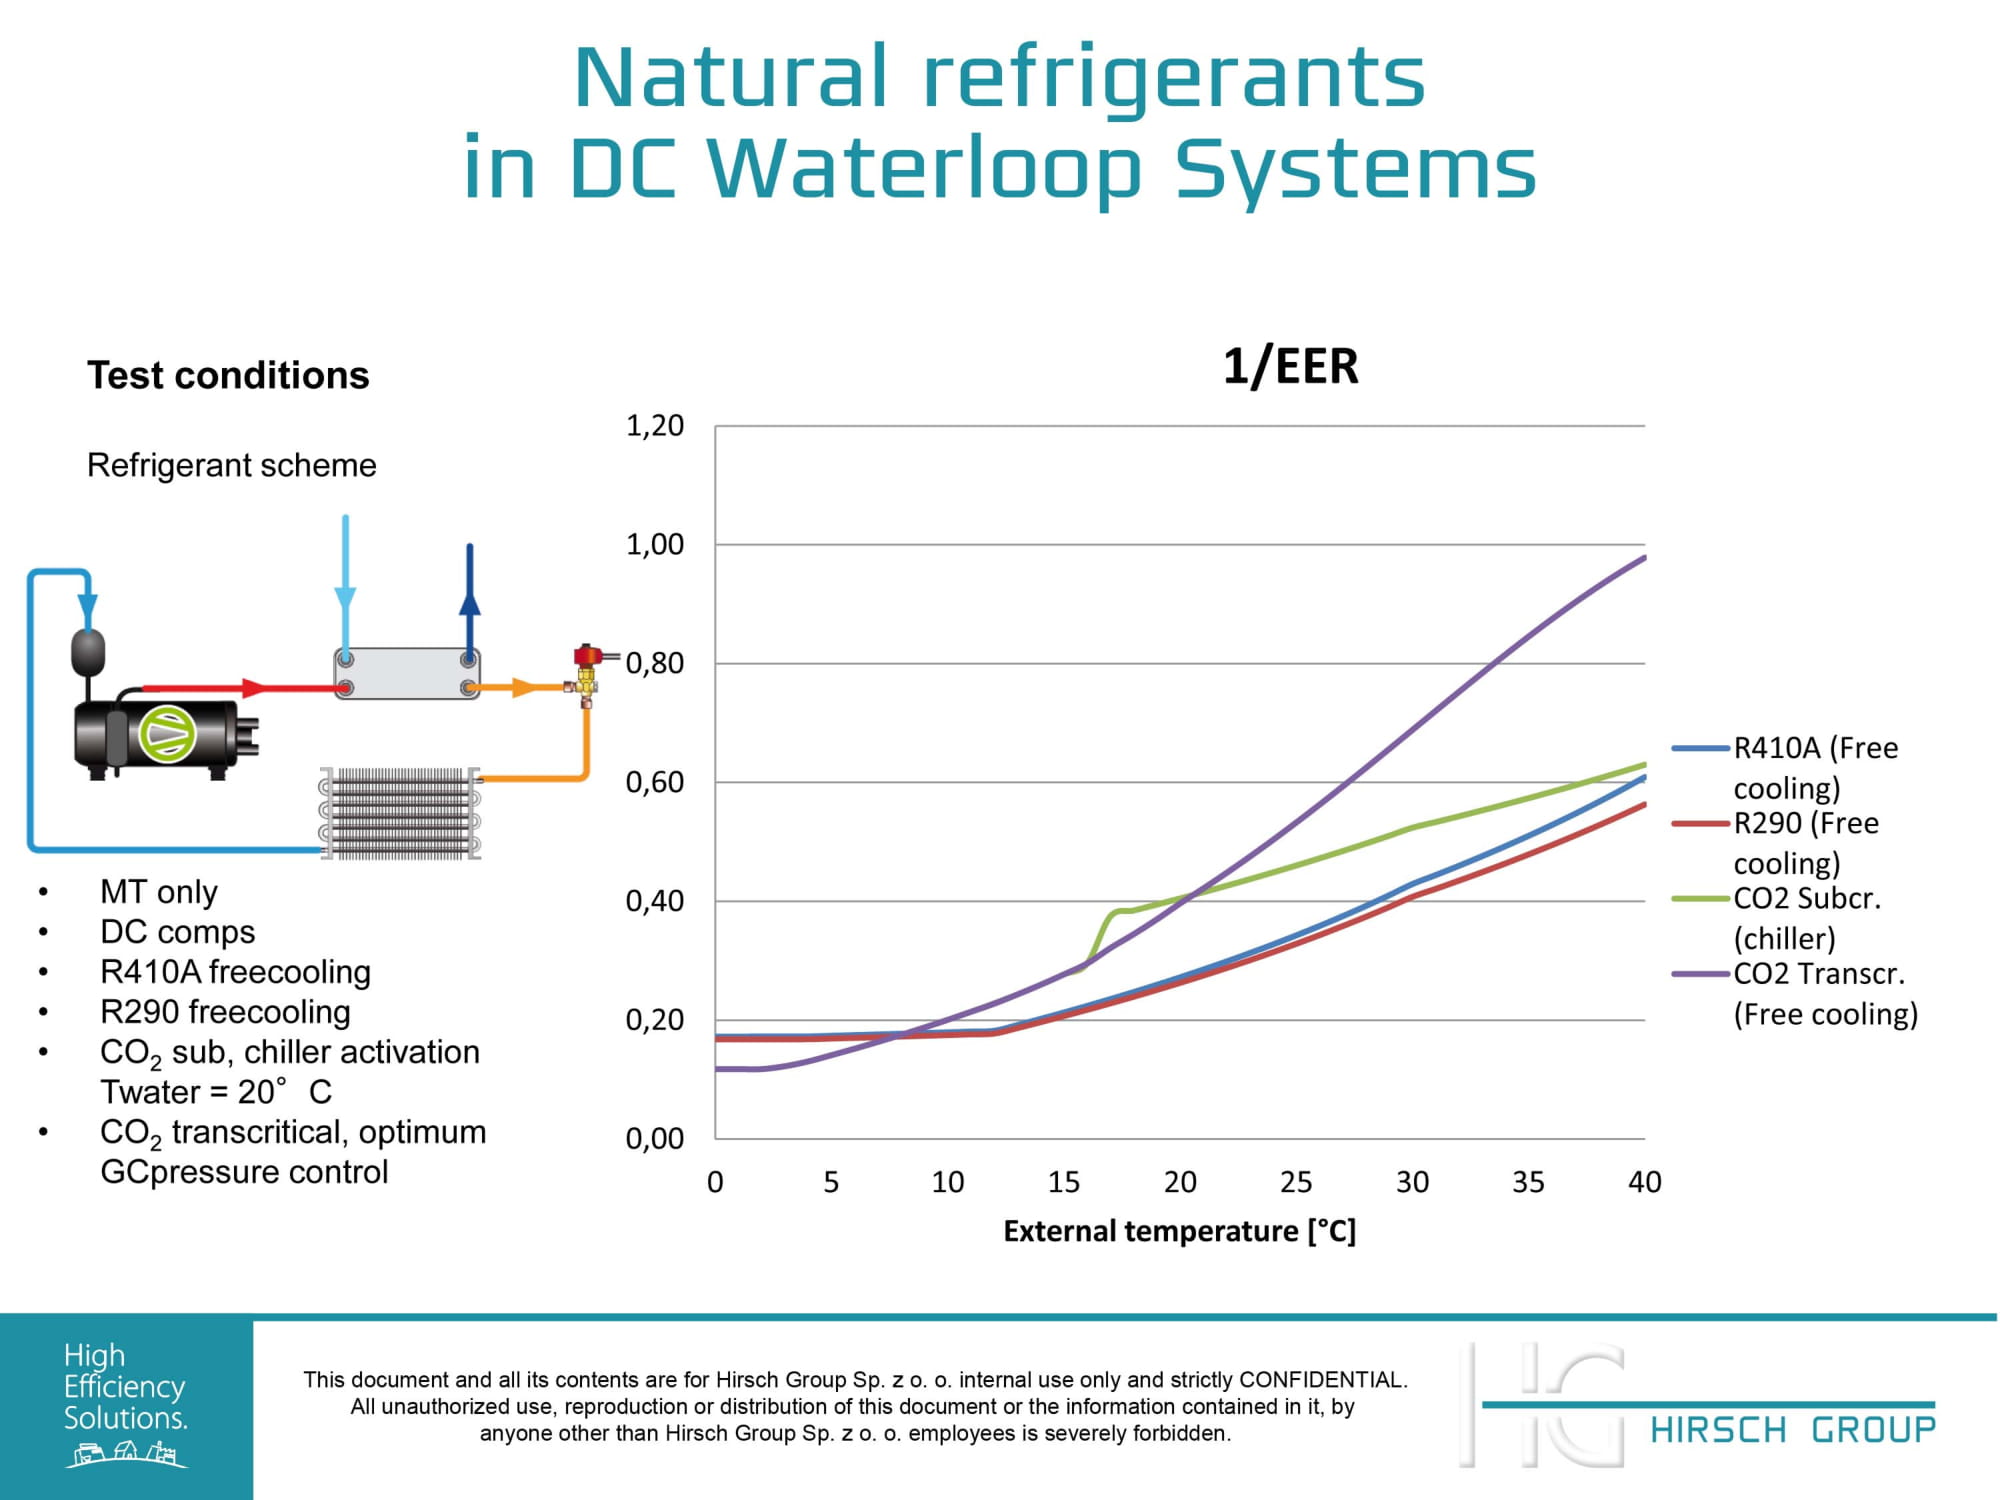 Natural refrigerants
in DC Waterloop Systems
Test conditions
Refrigerant scheme
• MT only
• DC comps
• R410A freecooling
• R290 freecooling
• CO₂ sub, chiller activation
Twater = 20° C
• CO₂ transcritical, optimum
GCpressure control
1/EER
1,20
1,00
0,80
0,60
0,40
0,20
0,00
0 5 10 15 20 25 30 35 40
External temperature [°C]
R410A (Free
cooling)
R290 (Free
cooling)
CO2 Subcr.
(chiller)
CO2 Transcr.
(Free cooling)
High
Efficiency
Solutions.
This document and all its contents are for Hirsch Group Sp. z o. o. internal use only and strictly CONFIDENTIAL.
All unauthorized use, reproduction or distribution of this document or the information contained in it, by
anyone other than Hirsch Group Sp. z o. o. employees is severely forbidden.
HG
HIRSCH GROUP